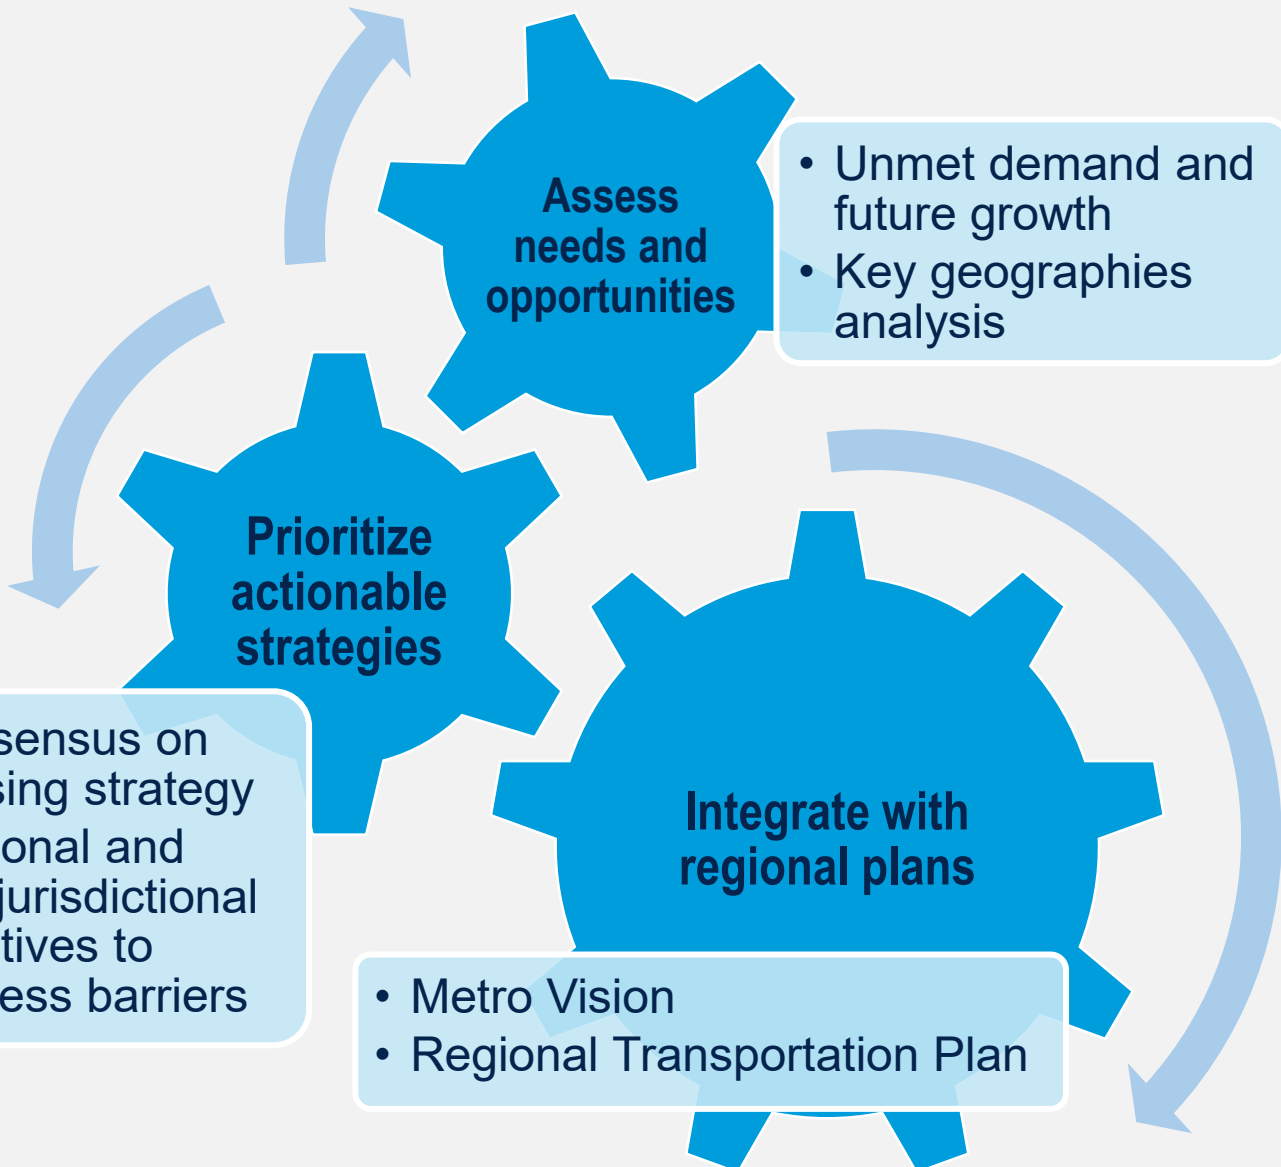 Assess
needs and
opportunities
• Unmet demand and
future growth
• Key geographies
analysis
Prioritize
actionable
strategies
sensus on
sing strategy
onal and
jurisdictional
tives to
ess barriers
Integrate with
regional plans
• Metro Vision
• Regional Transportation Plan